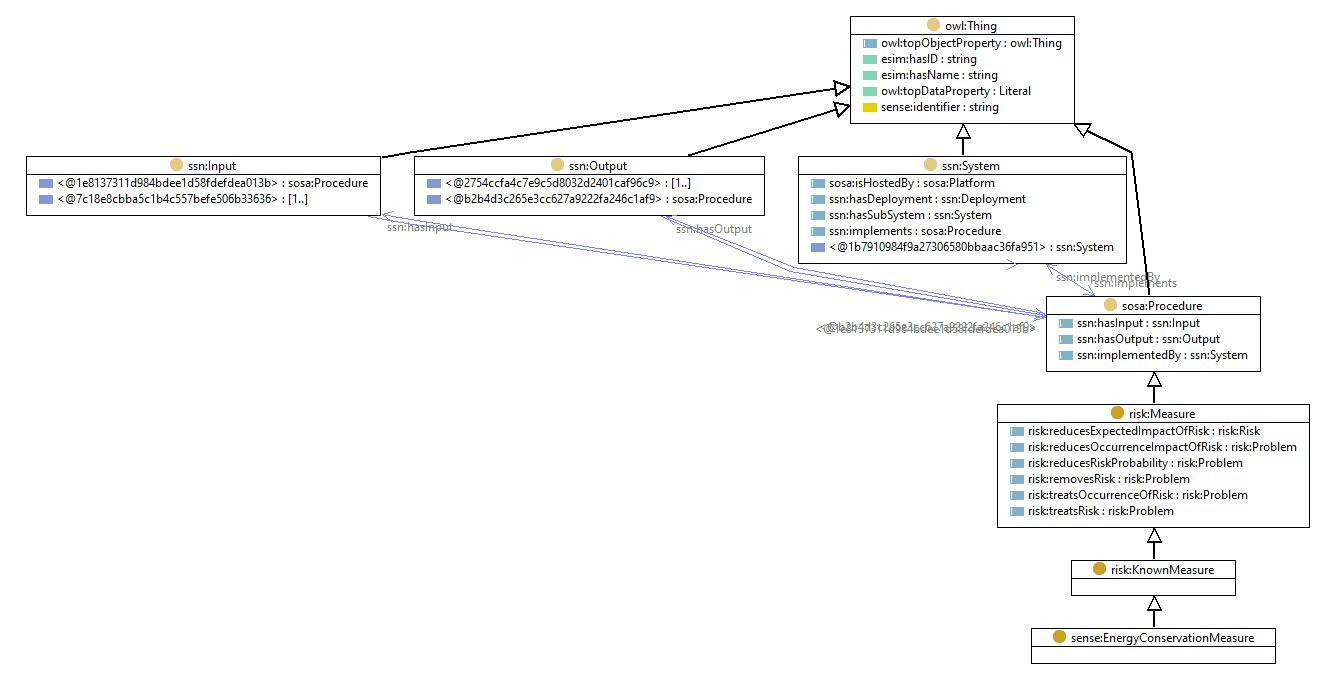 owl:Thing
owl:topObjectProperty : owl:Thing
esim:hasID : string
esim:hasName : string
owl:topDataProperty : Literal
sense:identifier : string
ssn:Input
<@1e8137311d984bdee1d58fdefdea013b> : sosa:Procedure
<@7c18e8cbba5c1b4c557befe506b33636> : [1..]
ssn:Output
<@2754ccfa4c7e9c5d8032d2401caf96c9> : [1..]
<@b2b4d3c265e3cc627a9222fa246c1af9> : sosa:Procedure
ssn:System
sosa:isHostedBy : sosa:Platform
ssn:hasDeployment : ssn:Deployment
ssn:hasSubSystem : ssn:System
ssn:implements : sosa:Procedure
<@1b7910984f9a27306580bbaac36fa951> : ssn:System
ssn:hasInput
ssn:hasOutput
ssn:implementedBy
ssn:implements
sosa:Procedure
ssn:hasInput : ssn:Input
ssn:hasOutput : ssn:Output
ssn:implementedBy : ssn:System
risk:Measure
risk:reducesExpectedImpactOfRisk : risk:Risk
risk:reducesOccurrenceImpactOfRisk : risk:Problem
risk:reducesRiskProbability : risk:Problem
risk:removesRisk : risk:Problem
risk:treatsOccurrenceOfRisk : risk:Problem
risk:treatsRisk : risk:Problem
risk:KnownMeasure
sense:EnergyConservationMeasure